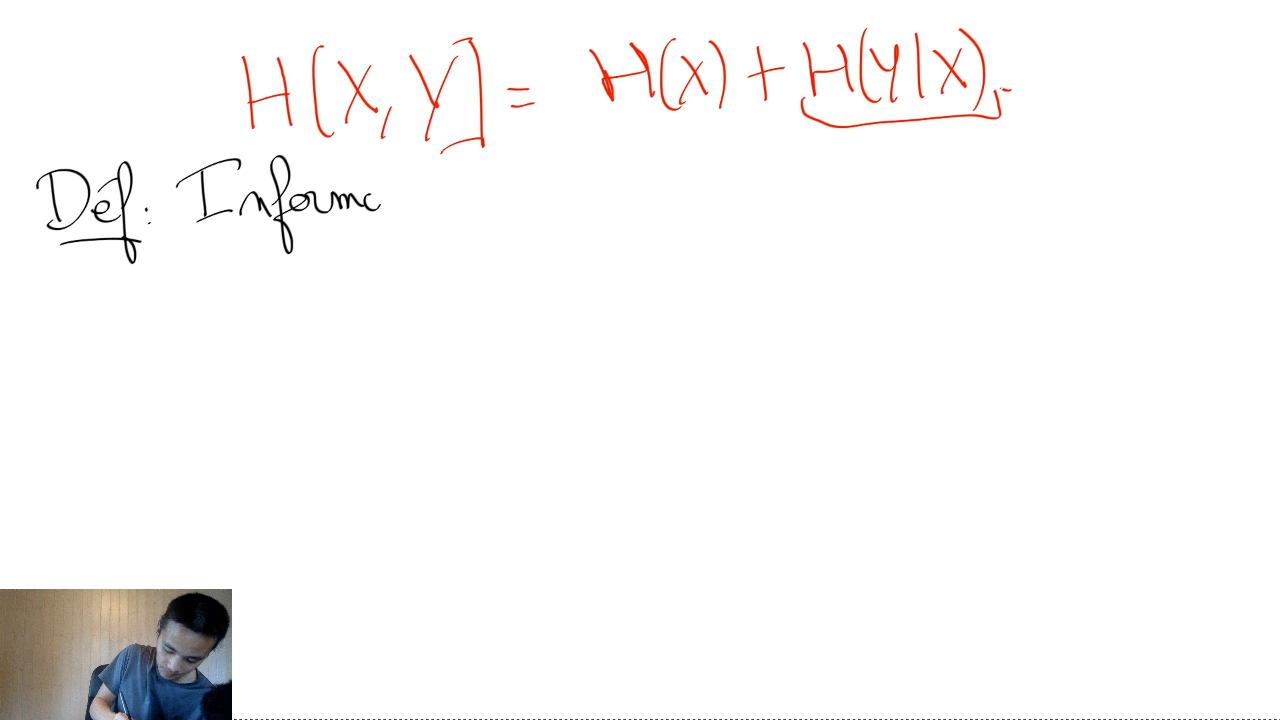 H(X, Y] = H(X) + H(Y|X),
Def: Informa